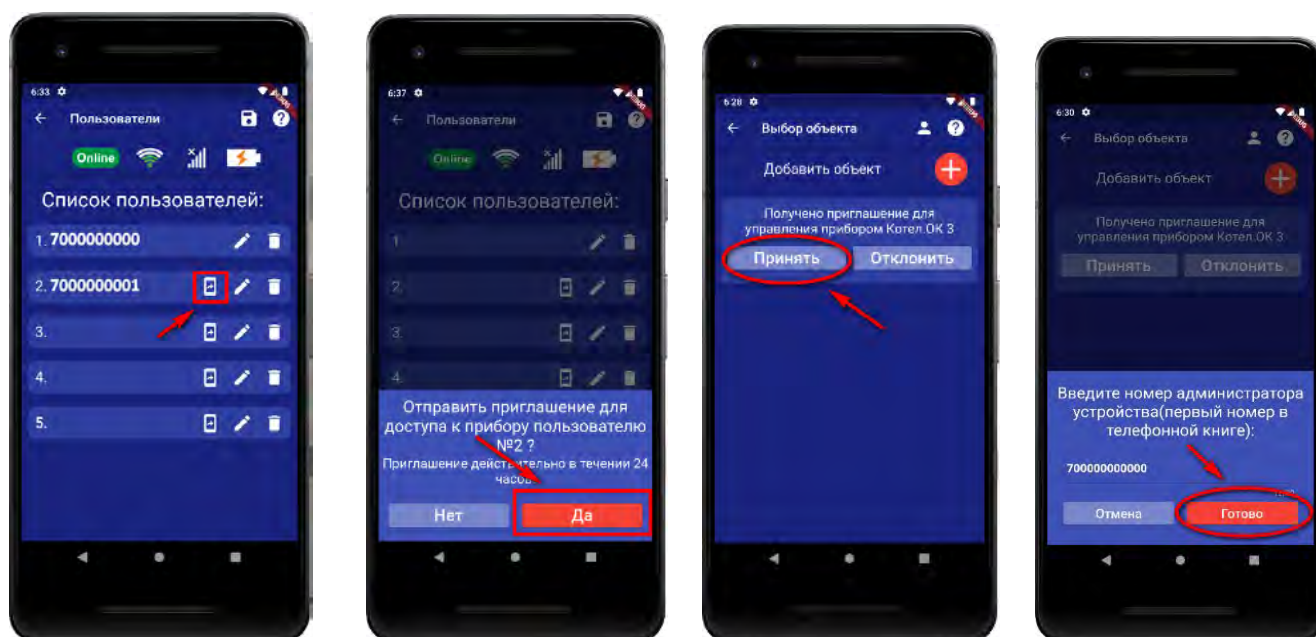 6:33
Пользователи
Online
Список пользователей:
1. 7000000000
2. 7000000001
3.
4.
5.
6:37
Пользователи
Online
Список пользователей:
1.
2.
3.
4.
Отправить приглашение для
доступа к прибору пользователю
№2 ?
Приглашение действительно в течении 24
часов
Нет
Да
6:28
Выбор объекта
Добавить объект
Получено приглашение для
управления прибором Котел.ОК 3
Принять
Отклонить
6:30
Выбор объекта
Добавить объект
Получено приглашение для
управления прибором Котел.ОК 3
Принять
Отклонить
Введите номер администратора
устройства(первый номер в
телефонной книге):
700000000000
Отмена
Готово